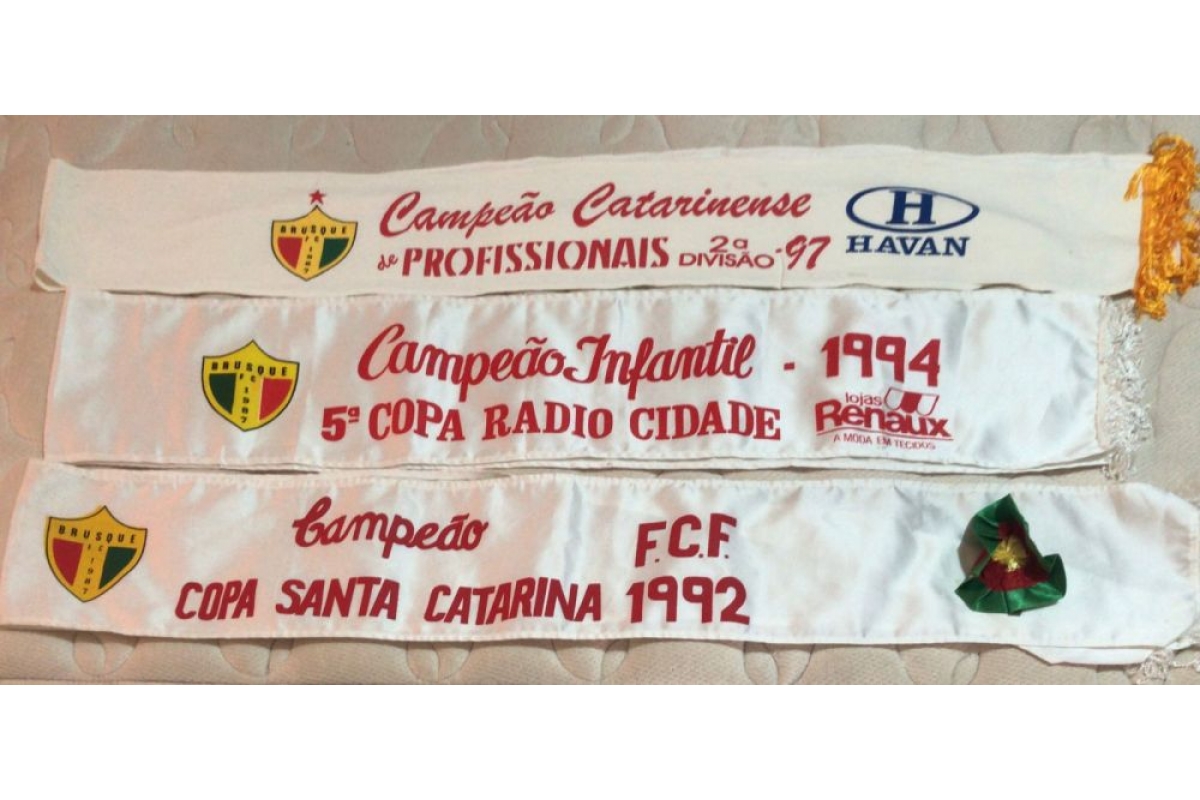 BRUSQUE
F C
1987
Campeão Catarinense
de PROFISSIONAIS 2ª DIVISÃO -97
H
HAVAN
BRUSQUE
F C
1987
Campeão Infantil - 1994
5ª COPA RADIO CIDADE
lojas
Renaux
A MODA EM TECIDOS
BRUSQUE
F C
1987
Campeão F.C.F.
COPA SANTA CATARINA 1992